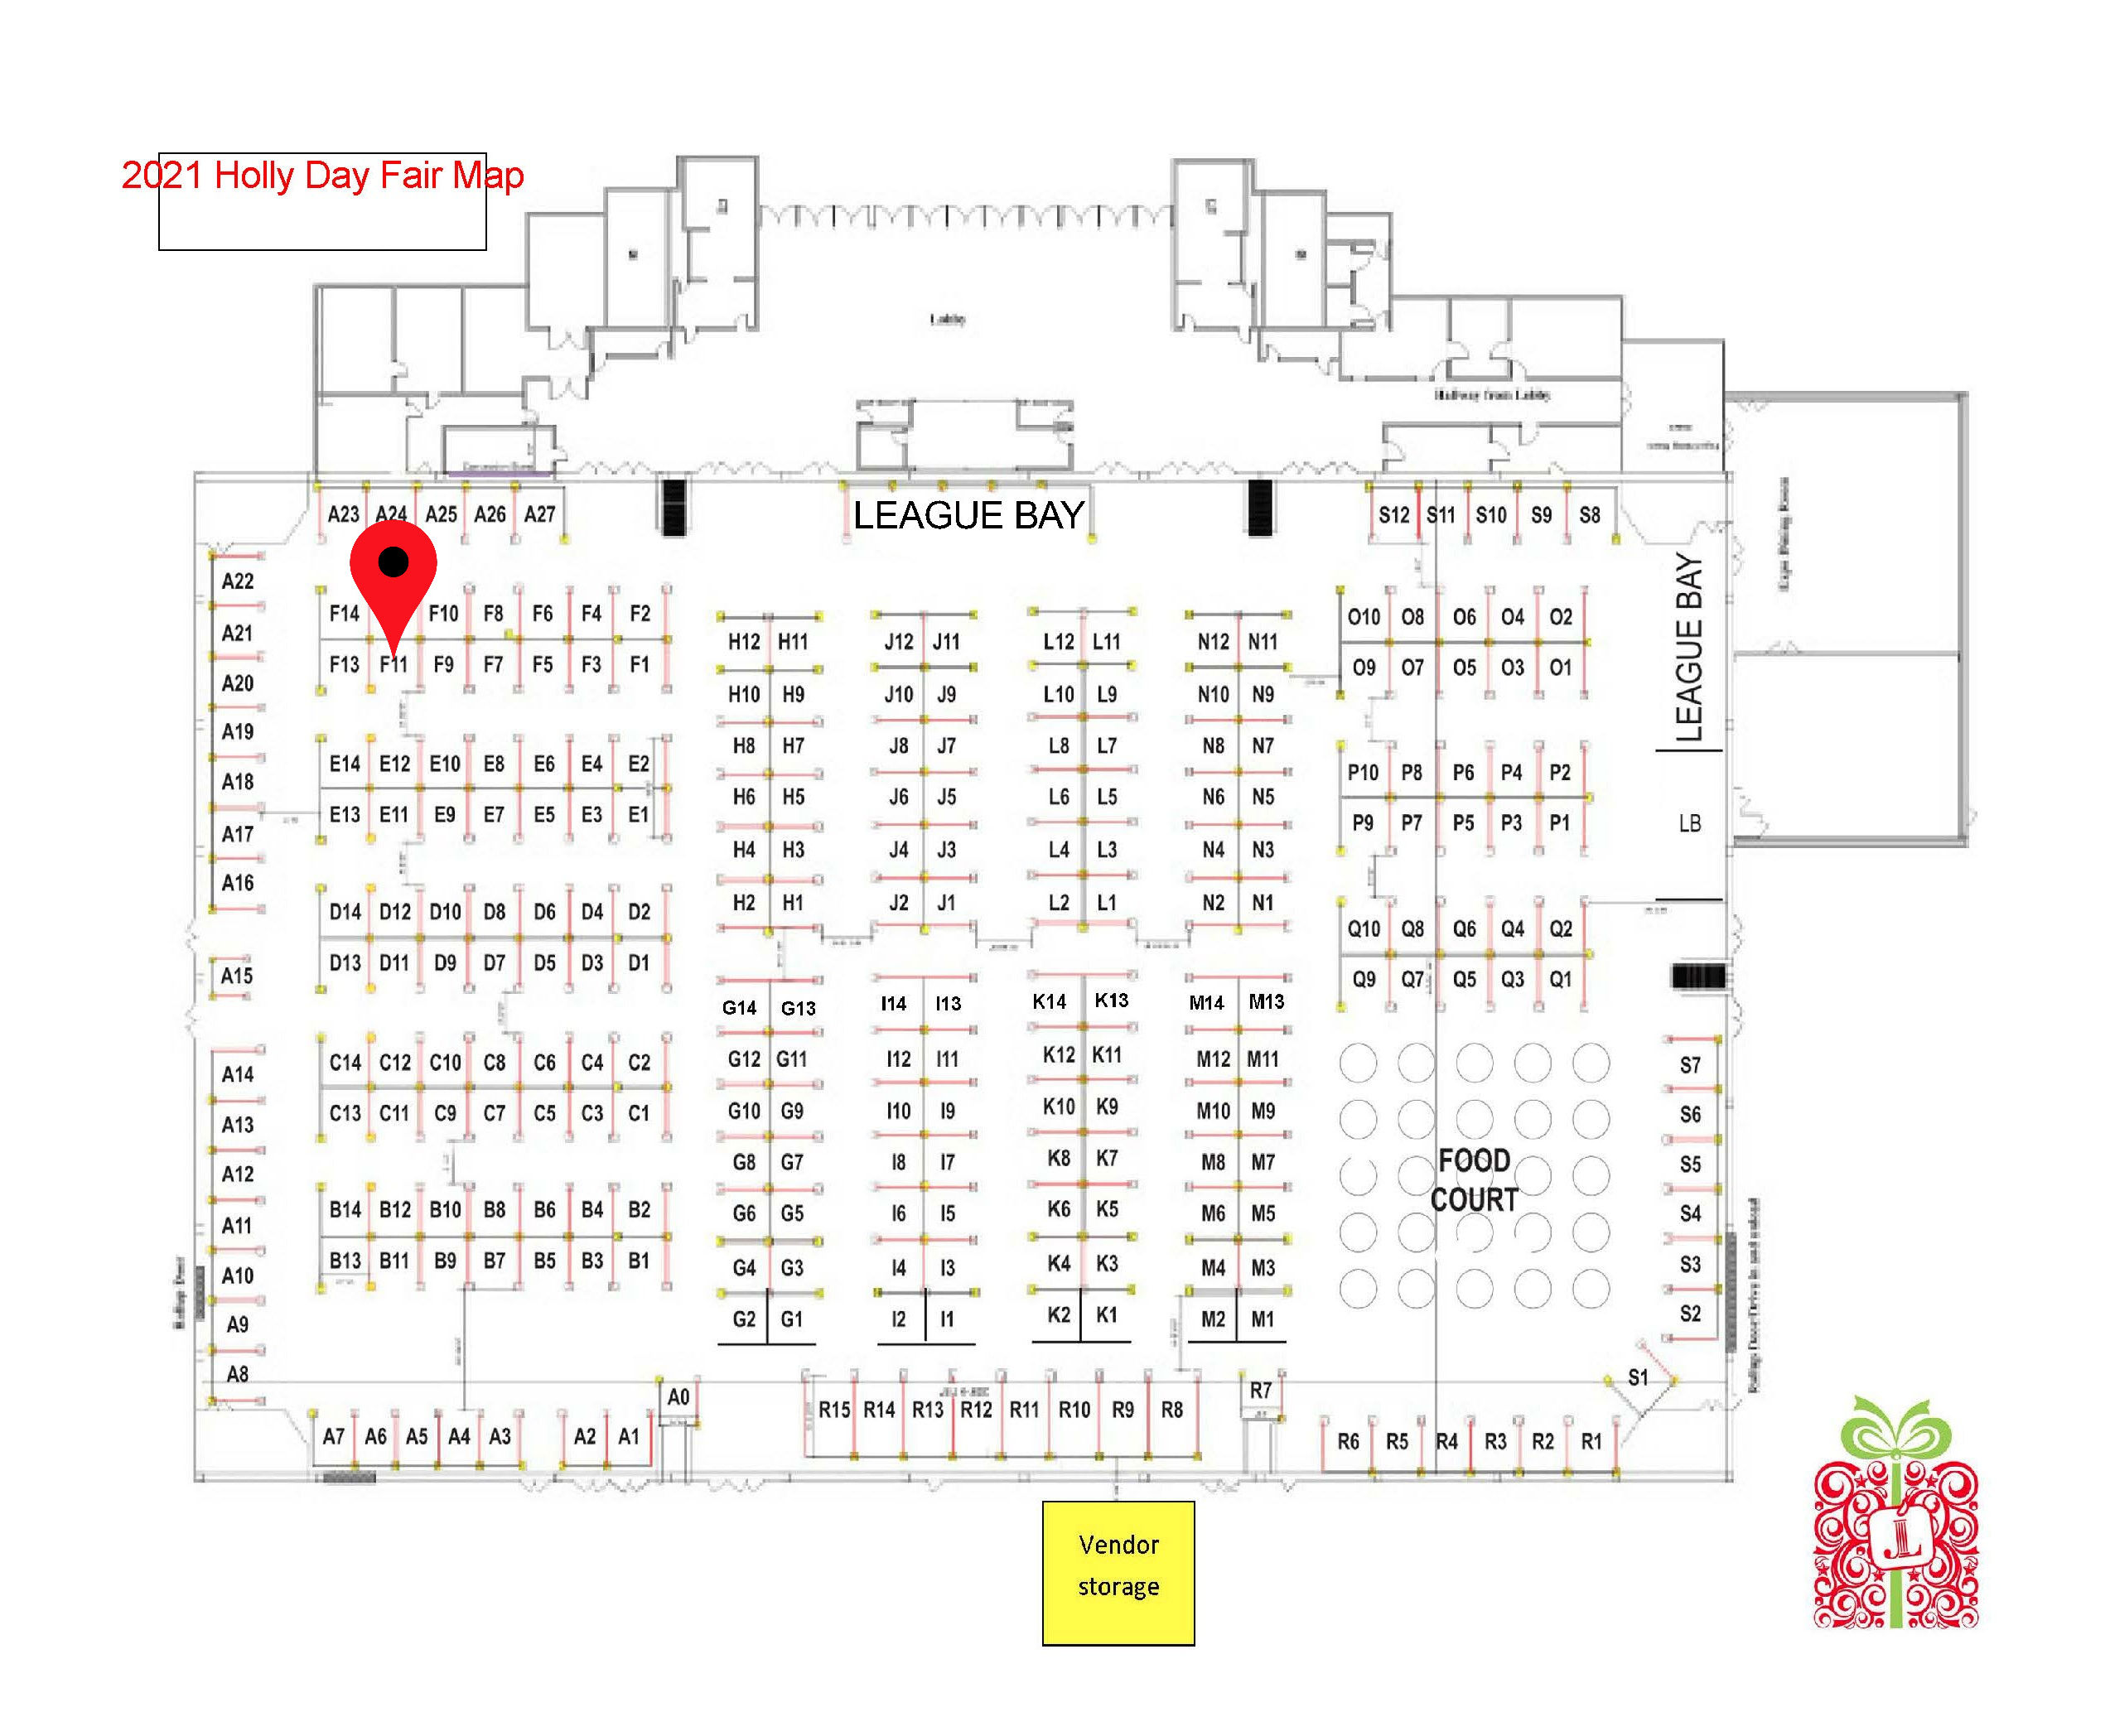 2021 Holly Day Fair Map
Lobby
Hallway from Lobby
LEAGUE BAY
A23 A24 A25 A26 A27
S12 S11 S10 S9 S8
LEAGUE BAY
LB
A22
A21
A20
A19
A18
A17
A16
A15
A14
A13
A12
A11
A10
A9
A8
F14 F10 F8 F6 F4 F2
F13 F11 F9 F7 F5 F3 F1
E14 E12 E10 E8 E6 E4 E2
E13 E11 E9 E7 E5 E3 E1
D14 D12 D10 D8 D6 D4 D2
D13 D11 D9 D7 D5 D3 D1
C14 C12 C10 C8 C6 C4 C2
C13 C11 C9 C7 C5 C3 C1
B14 B12 B10 B8 B6 B4 B2
B13 B11 B9 B7 B5 B3 B1
H12 H11
H10 H9
H8 H7
H6 H5
H4 H3
H2 H1
G14 G13
G12 G11
G10 G9
G8 G7
G6 G5
G4 G3
G2 G1
J12 J11
J10 J9
J8 J7
J6 J5
J4 J3
J2 J1
I14 I13
I12 I11
I10 I9
I8 I7
I6 I5
I4 I3
I2 I1
L12 L11
L10 L9
L8 L7
L6 L5
L4 L3
L2 L1
K14 K13
K12 K11
K10 K9
K8 K7
K6 K5
K4 K3
K2 K1
N12 N11
N10 N9
N8 N7
N6 N5
N4 N3
N2 N1
M14 M13
M12 M11
M10 M9
M8 M7
M6 M5
M4 M3
M2 M1
O10 O8 O6 O4 O2
O9 O7 O5 O3 O1
P10 P8 P6 P4 P2
P9 P7 P5 P3 P1
Q10 Q8 Q6 Q4 Q2
Q9 Q7 Q5 Q3 Q1
FOOD
COURT
S7
S6
S5
S4
S3
S2
S1
A7 A6 A5 A4 A3 A2 A1
A0
R15 R14 R13 R12 R11 R10 R9 R8
R7
R6 R5 R4 R3 R2 R1
Vendor
storage
JL